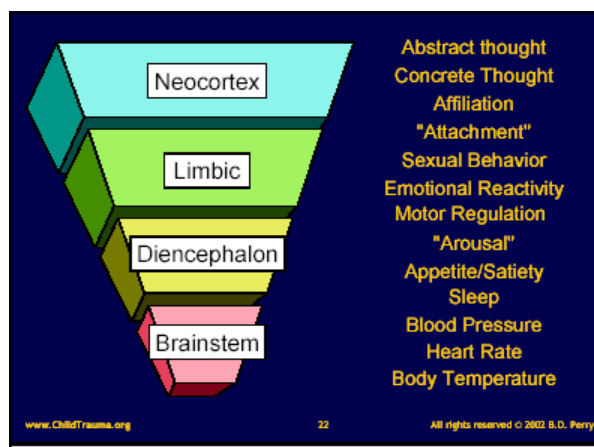 Neocortex
Limbic
Diencephalon
Brainstem
Abstract thought
Concrete Thought
Affiliation
"Attachment"
Sexual Behavior
Emotional Reactivity
Motor Regulation
"Arousal"
Appetite/Satiety
Sleep
Blood Pressure
Heart Rate
Body Temperature
www.ChildTrauma.org
22
All rights reserved © 2002 B.D. Perry